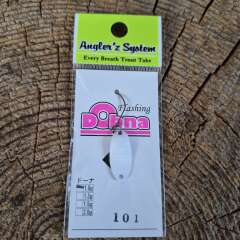 Angler'z System
Every Breath Trout Take
Flashing
Dohna
ドーナ
101